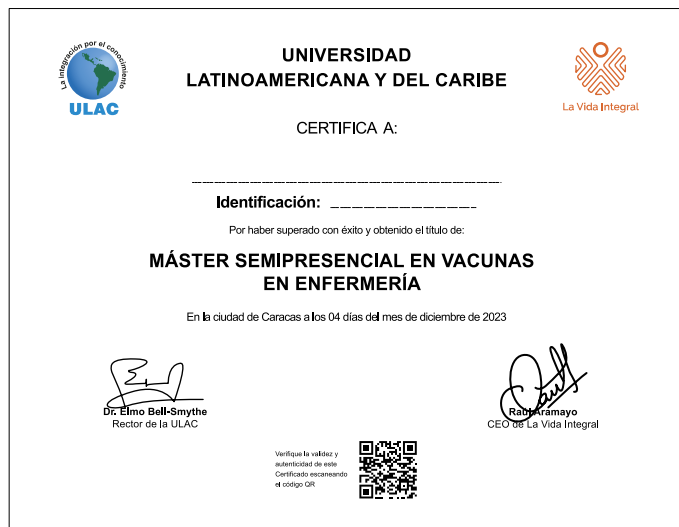 La integración por el conocimiento
ULAC
UNIVERSIDAD
LATINOAMERICANA Y DEL CARIBE
La Vida Integral
CERTIFICA A:
Identificación:
Por haber superado con éxito y obtenido el título de:
MÁSTER SEMIPRESENCIAL EN VACUNAS
EN ENFERMERÍA
En la ciudad de Caracas a los 04 días del mes de diciembre de 2023
Dr. Elmo Bell-Smythe
Rector de la ULAC
Raúl Aramayo
CEO de La Vida Integral
Verifique la validez y
autenticidad de este
Certificado escaneando
el código QR